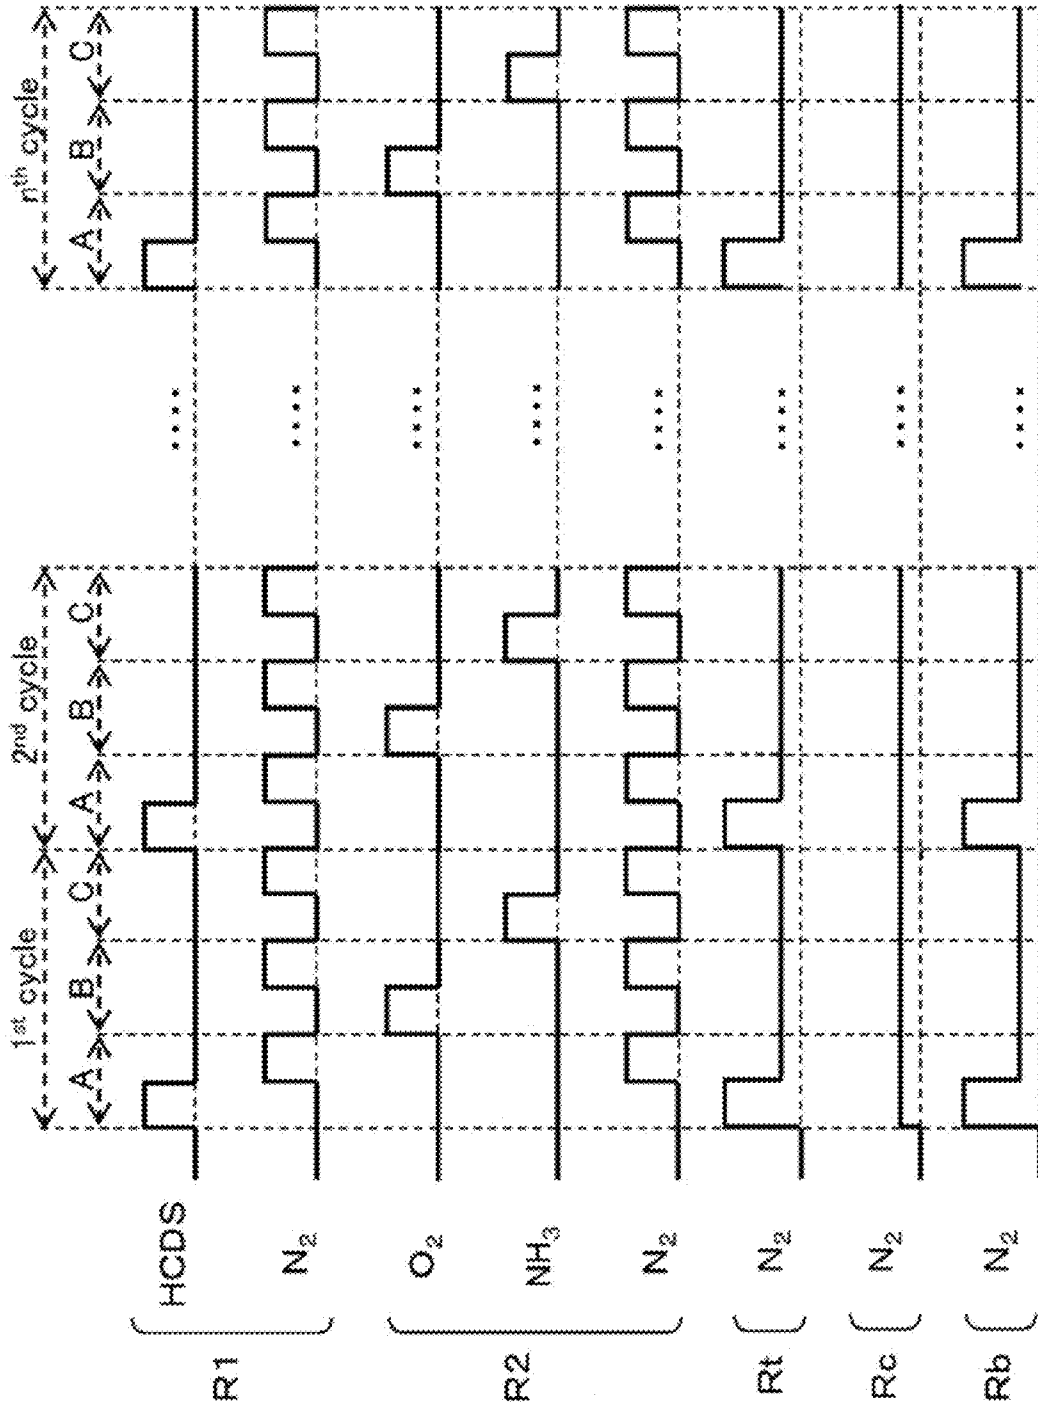 1st cycle 2nd cycle nth cycle
A B C A B C A B C
R1 HCDS ....
N2 ....
R2 O2 ....
NH3 ....
N2 ....
Rt N2 ....
Rc N2 ....
Rb N2 ....